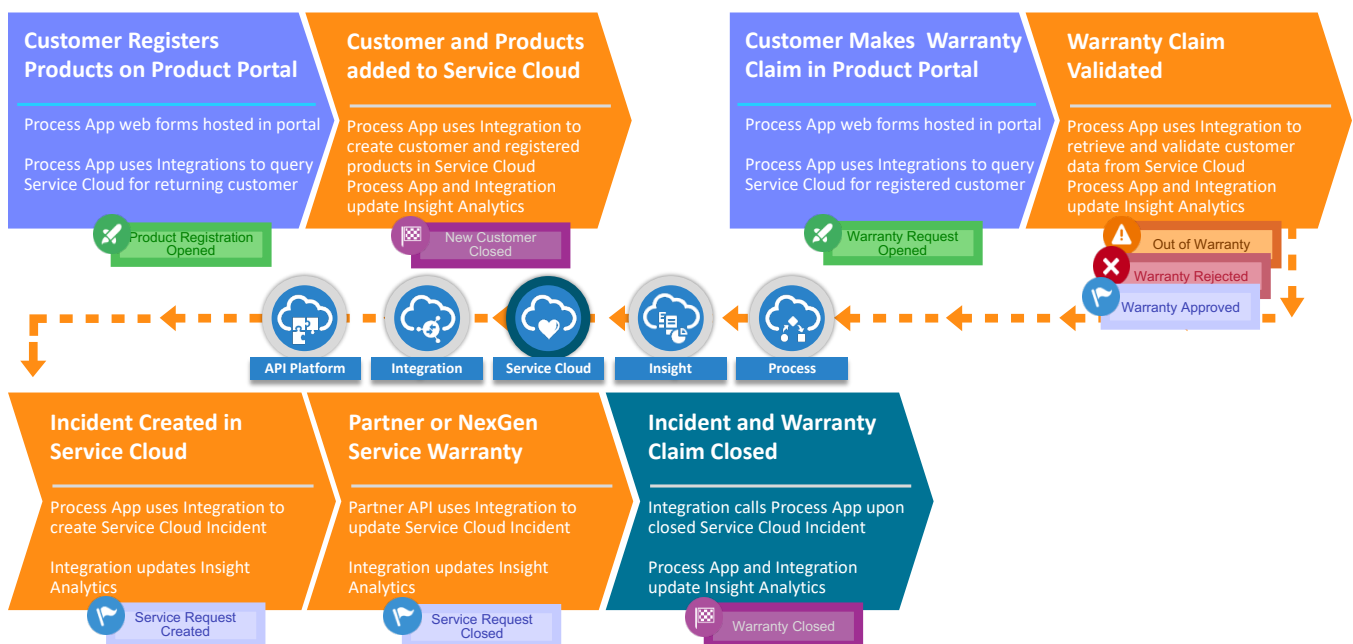 Customer Registers
Products on Product Portal
Process App web forms hosted in portal
Process App uses Integrations to query
Service Cloud for returning customer
Product Registration
Opened
Customer and Products
added to Service Cloud
Process App uses Integration to
create customer and registered
products in Service Cloud
Process App and Integration
update Insight Analytics
New Customer
Closed
Customer Makes Warranty
Claim in Product Portal
Process App web forms hosted in portal
Process App uses Integrations to query
Service Cloud for registered customer
Warranty Request
Opened
Warranty Claim
Validated
Process App uses Integration to
retrieve and validate customer
data from Service Cloud
Process App and Integration
update Insight Analytics
Out of Warranty
Warranty Rejected
Warranty Approved
API Platform
Integration
Service Cloud
Insight
Process
Incident Created in
Service Cloud
Process App uses Integration to
create Service Cloud Incident
Integration updates Insight
Analytics
Service Request
Created
Partner or NexGen
Service Warranty
Partner API uses Integration to
update Service Cloud Incident
Integration updates Insight
Analytics
Service Request
Closed
Incident and Warranty
Claim Closed
Integration calls Process App upon
closed Service Cloud Incident
Process App and Integration
update Insight Analytics
Warranty Closed